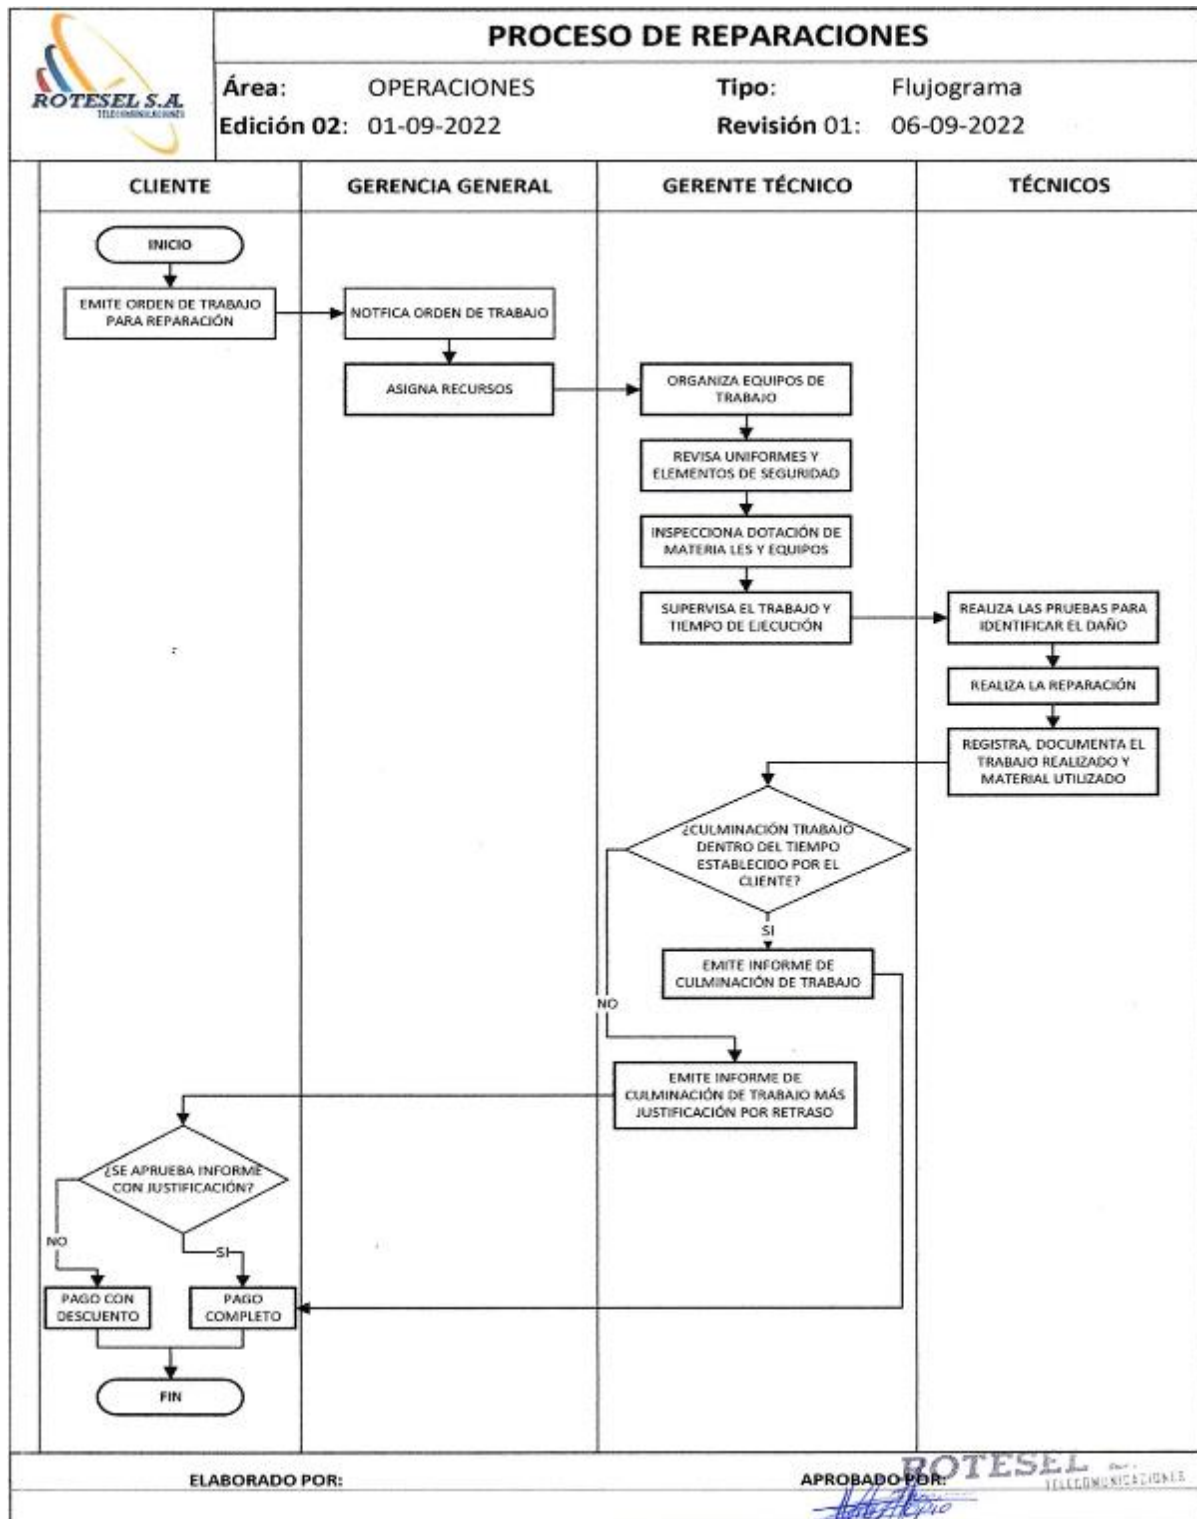 ROTESEL S.A.
TELECOMUNICACIONES
PROCESO DE REPARACIONES
Área: OPERACIONES Tipo: Flujograma
Edición 02: 01-09-2022 Revisión 01: 06-09-2022
CLIENTE GERENCIA GENERAL GERENTE TÉCNICO TÉCNICOS
INICIO
EMITE ORDEN DE TRABAJO
PARA REPARACIÓN
NOTFICA ORDEN DE TRABAJO
ASIGNA RECURSOS
ORGANIZA EQUIPOS DE
TRABAJO
REVISA UNIFORMES Y
ELEMENTOS DE SEGURIDAD
INSPECCIONA DOTACIÓN DE
MATERIA LES Y EQUIPOS
SUPERVISA EL TRABAJO Y
TIEMPO DE EJECUCIÓN
REALIZA LAS PRUEBAS PARA
IDENTIFICAR EL DAÑO
REALIZA LA REPARACIÓN
REGISTRA, DOCUMENTA EL
TRABAJO REALIZADO Y
MATERIAL UTILIZADO
¿CULMINACIÓN TRABAJO
DENTRO DEL TIEMPO
ESTABLECIDO POR EL
CLIENTE?
SI
EMITE INFORME DE
CULMINACIÓN DE TRABAJO
NO
EMITE INFORME DE
CULMINACIÓN DE TRABAJO MÁS
JUSTIFICACIÓN POR RETRASO
¿SE APRUEBA INFORME
CON JUSTIFICACIÓN?
NO
SI
PAGO CON
DESCUENTO
PAGO
COMPLETO
FIN
ELABORADO POR: APROBADO POR:
ROTESEL
TELECOMUNICACIONES